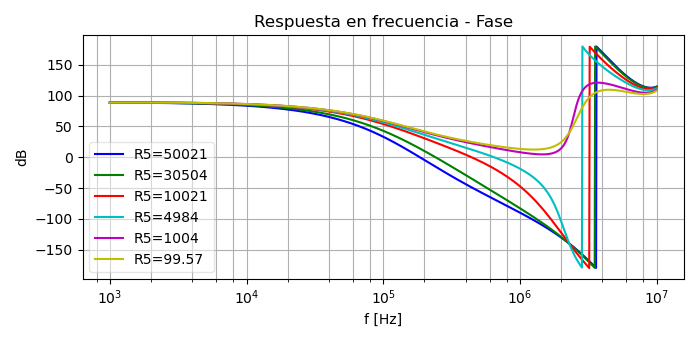 Respuesta en frecuencia - Fase
dB
150
100
50
0
−50
−100
−150
R5=50021
R5=30504
R5=10021
R5=4984
R5=1004
R5=99.57
10³ 10⁴ 10⁵ 10⁶ 10⁷
f [Hz]